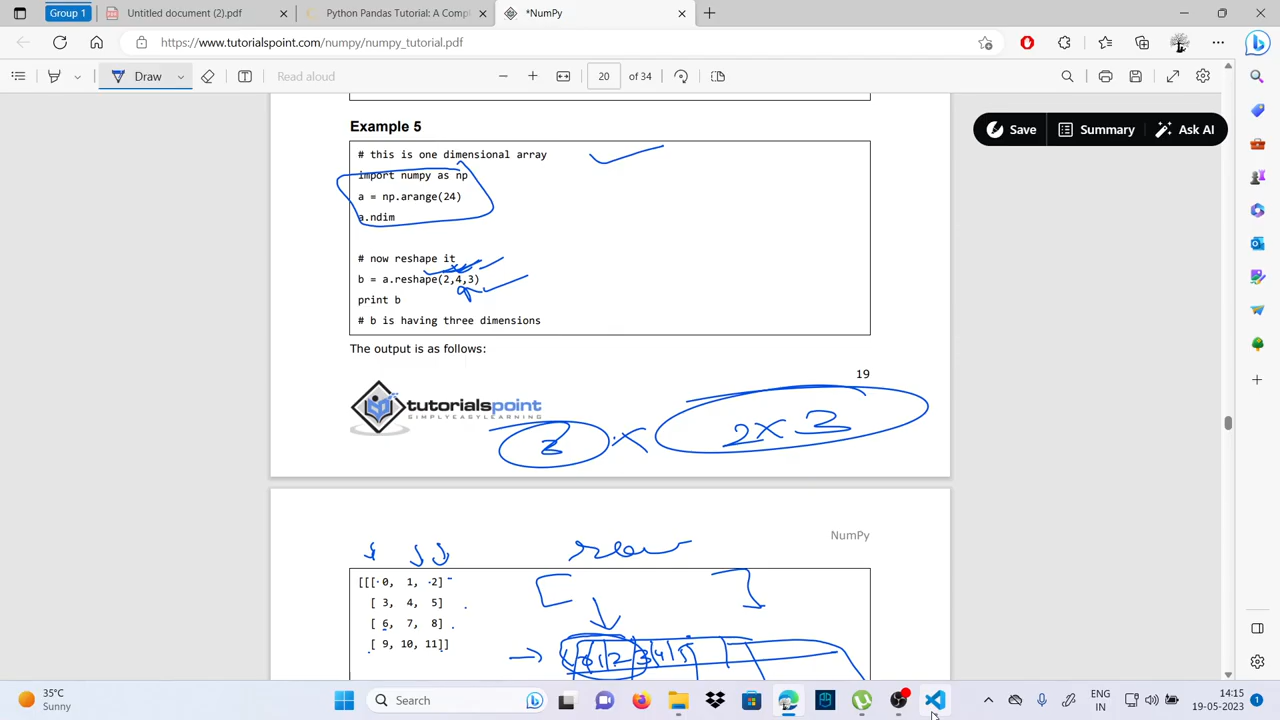 Group 1
Untitled document (2).pdf
Python Pandas Tutorial: A Compl
*NumPy
https://www.tutorialspoint.com/numpy/numpy_tutorial.pdf
Draw
Read aloud
20 of 34
Save
Summary
Ask AI
Example 5
# this is one dimensional array
import numpy as np
a = np.arange(24)
a.ndim
# now reshape it
b = a.reshape(2,4,3)
print b
# b is having three dimensions
The output is as follows:
19
tutorialspoint
SIMPLYEASYLEARNING
2 x 3
NumPy
[[[ 0, 1, 2]
[ 3, 4, 5]
[ 6, 7, 8]
[ 9, 10, 11]]
35°C
Sunny
Search
ENG
IN
14:15
19-05-2023
1